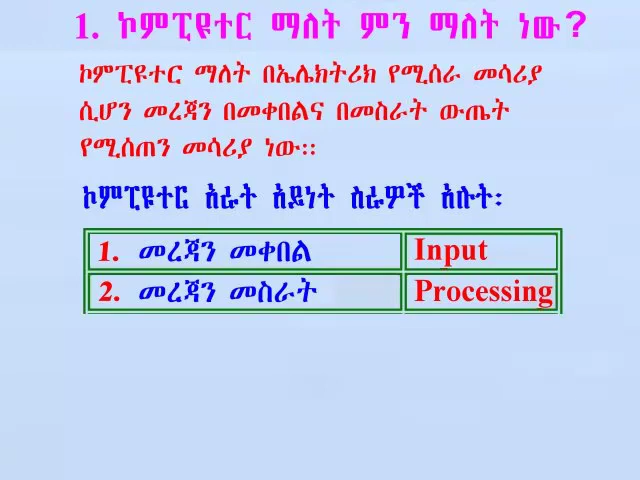 1. ኮምፒዩተር ማለት ምን ማለት ነው?
ኮምፒዩተር ማለት በኤሌክትሪክ የሚሰራ መሳሪያ
ሲሆን መረጃን በመቀበልና በመስራት ውጤት
የሚሰጠን መሳሪያ ነው፡፡
ኮምፒዩተር አራት አይነት ስራዎች አሉት፡
1. መረጃን መቀበል Input
2. መረጃን መስራት Processing